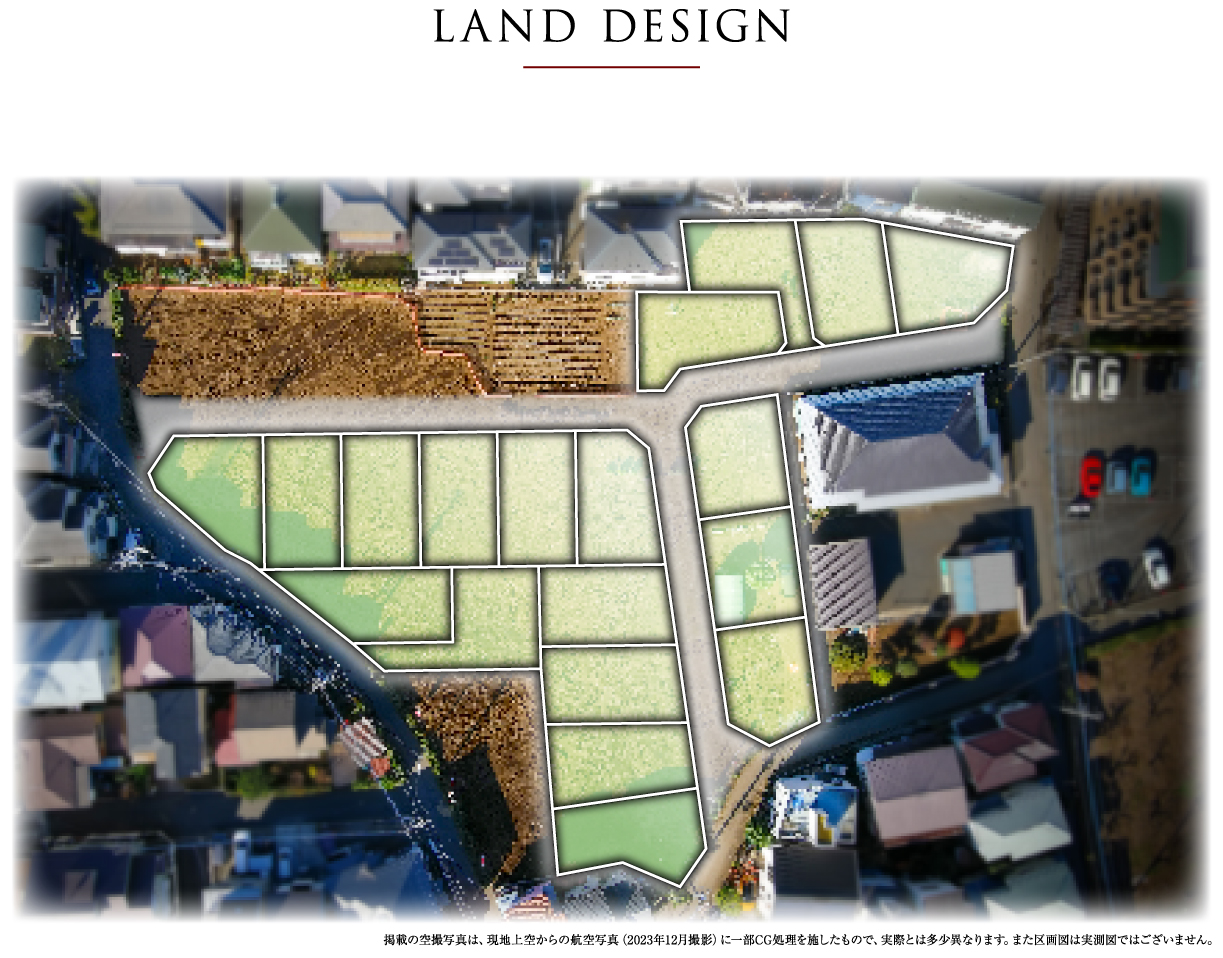 LAND DESIGN
掲載の空撮写真は、現地上空からの航空写真（2023年12月撮影）に一部CG処理を施したもので、実際とは多少異なります。また区画図は実測図ではございません。